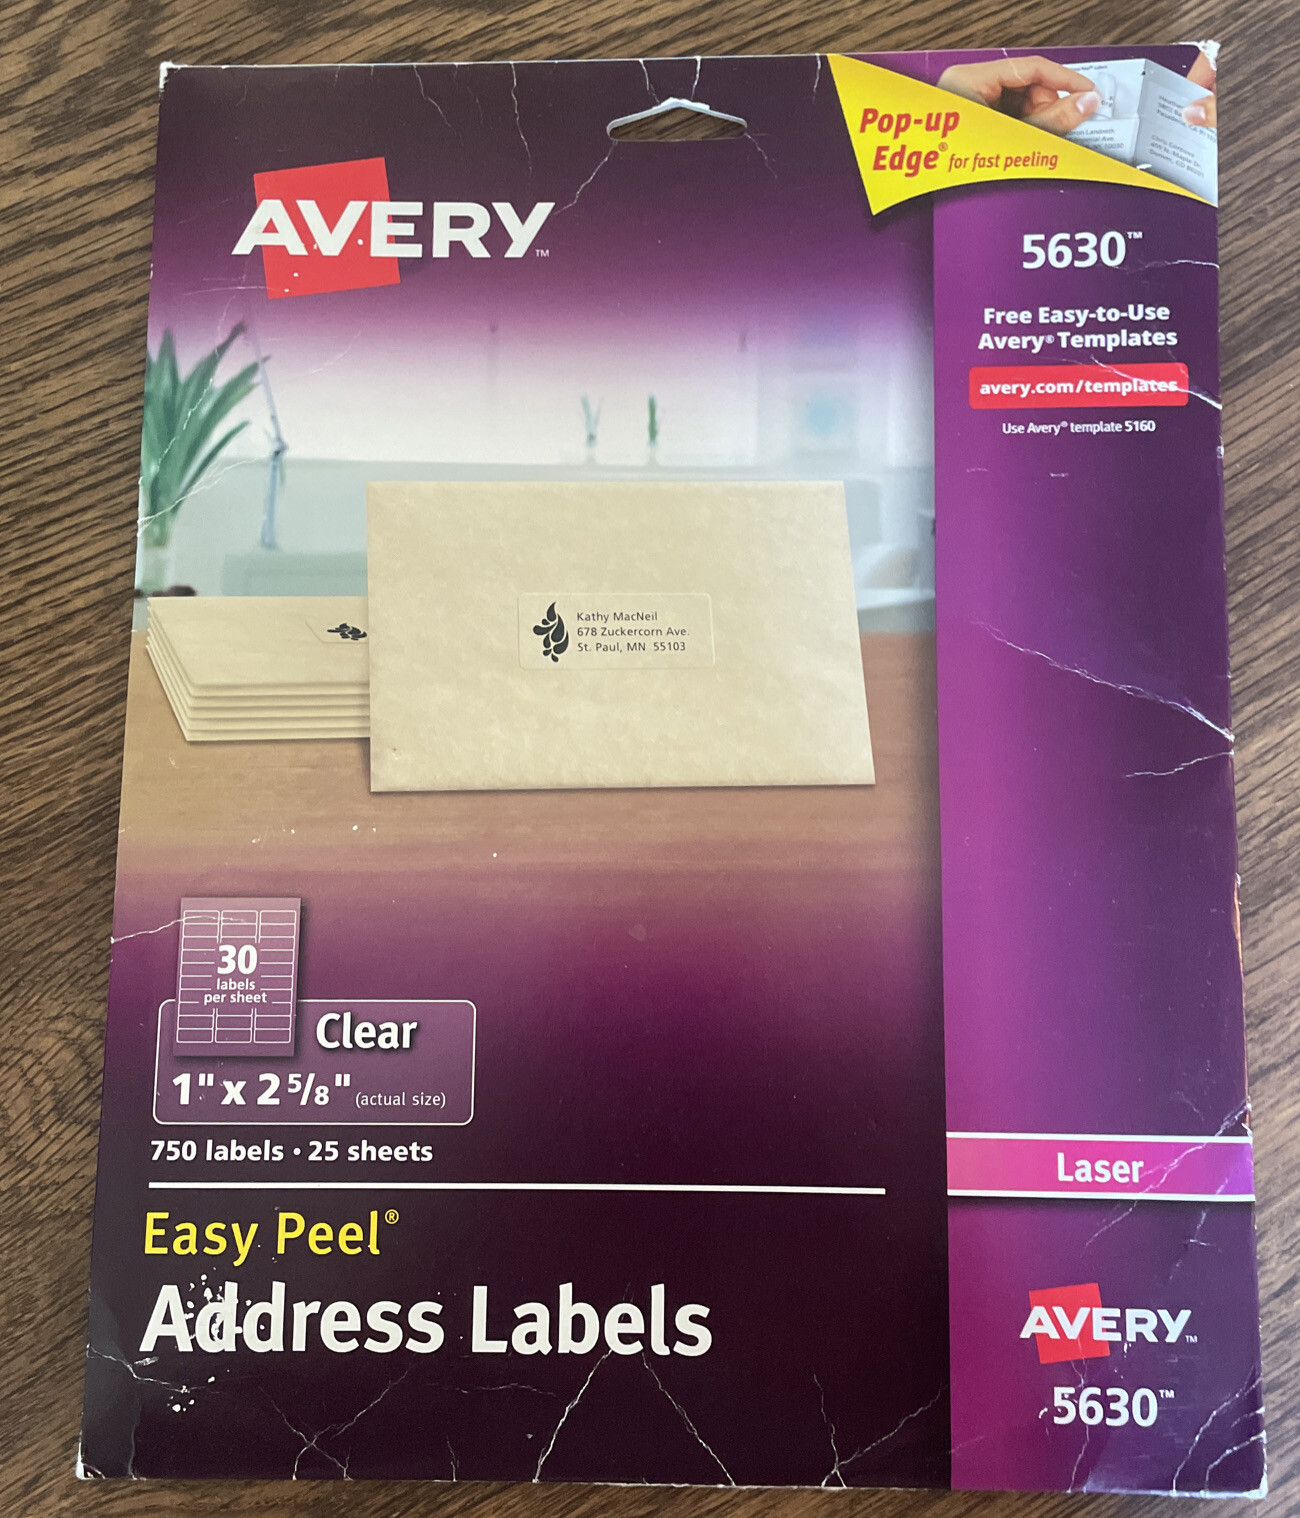 Pop-up
Edge® for fast peeling
AVERY™
5630™
Free Easy-to-Use
Avery® Templates
avery.com/templates
Use Avery® template 5160
Kathy MacNeil
678 Zuckercorn Ave.
St. Paul, MN 55103
30
labels
per sheet
Clear
1" x 2 5/8" (actual size)
750 labels • 25 sheets
Laser
Easy Peel®
Address Labels
AVERY™
5630™